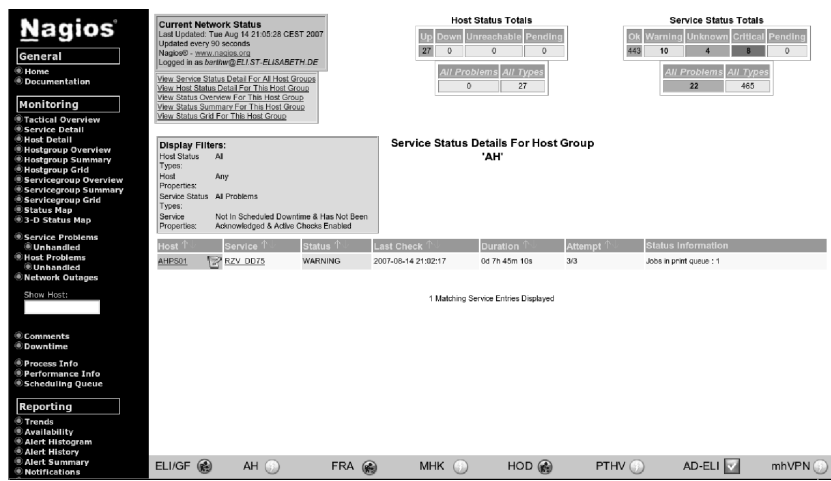 Nagios®
General
Home
Documentation
Monitoring
Tactical Overview
Service Detail
Host Detail
Hostgroup Overview
Hostgroup Summary
Hostgroup Grid
Servicegroup Overview
Servicegroup Summary
Servicegroup Grid
Status Map
3-D Status Map
Service Problems
Unhandled
Host Problems
Unhandled
Network Outages
Show Host:
Comments
Downtime
Process Info
Performance Info
Scheduling Queue
Reporting
Trends
Availability
Alert Histogram
Alert History
Alert Summary
Notifications
Current Network Status
Last Updated: Tue Aug 14 21:05:28 CEST 2007
Updated every 90 seconds
Nagios® - www.nagios.org
Logged in as bertlwr@ELI.ST-ELISABETH.DE
View Service Status Detail For All Host Groups
View Host Status Detail For This Host Group
View Status Overview For This Host Group
View Status Summary For This Host Group
View Status Grid For This Host Group
Host Status Totals
Up Down Unreachable Pending
27 0 0 0
All Problems All Types
0 27
Service Status Totals
Ok Warning Unknown Critical Pending
443 10 4 8 0
All Problems All Types
22 465
Display Filters:
Host Status Types: All
Host Properties: Any
Service Status Types: All Problems
Service Properties: Not In Scheduled Downtime & Has Not Been Acknowledged & Active Checks Enabled
Service Status Details For Host Group
'AH'
Host Service Status Last Check Duration Attempt Status Information
AHPS01 RZV_DD75 WARNING 2007-08-14 21:02:17 0d 7h 45m 10s 3/3 Jobs in print queue : 1
1 Matching Service Entries Displayed
ELI/GF AH FRA MHK HOD PTHV AD-ELI mhVPN